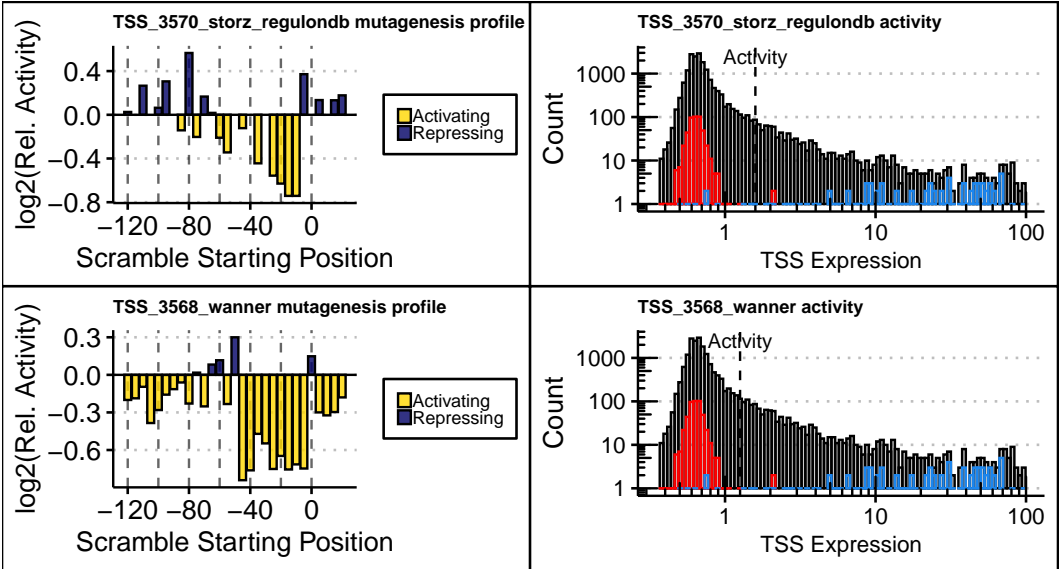 TSS_3570_storz_regulondb mutagenesis profile
log2(Rel. Activity)
0.4
0.0
−0.4
−0.8
−120
−80
−40
0
Scramble Starting Position
Activating
Repressing
TSS_3570_storz_regulondb activity
Activity
Count
1000
100
10
1
1
10
100
TSS Expression
TSS_3568_wanner mutagenesis profile
log2(Rel. Activity)
0.3
0.0
−0.3
−0.6
−120
−80
−40
0
Scramble Starting Position
Activating
Repressing
TSS_3568_wanner activity
Activity
Count
1000
100
10
1
1
10
100
TSS Expression